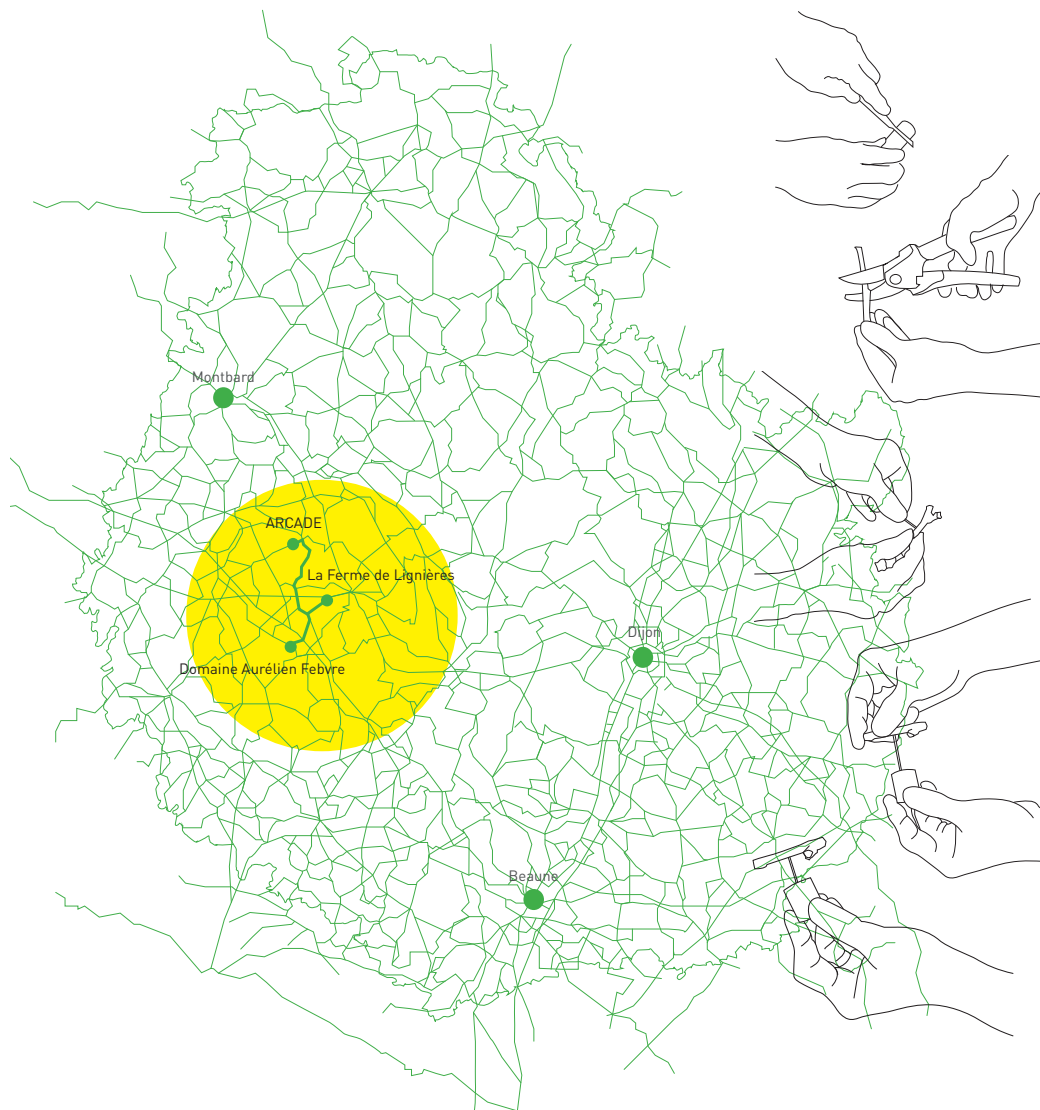 Montbard
ARCADE
La Ferme de Lignières
Dijon
Domaine Aurélien Febvre
Beaune